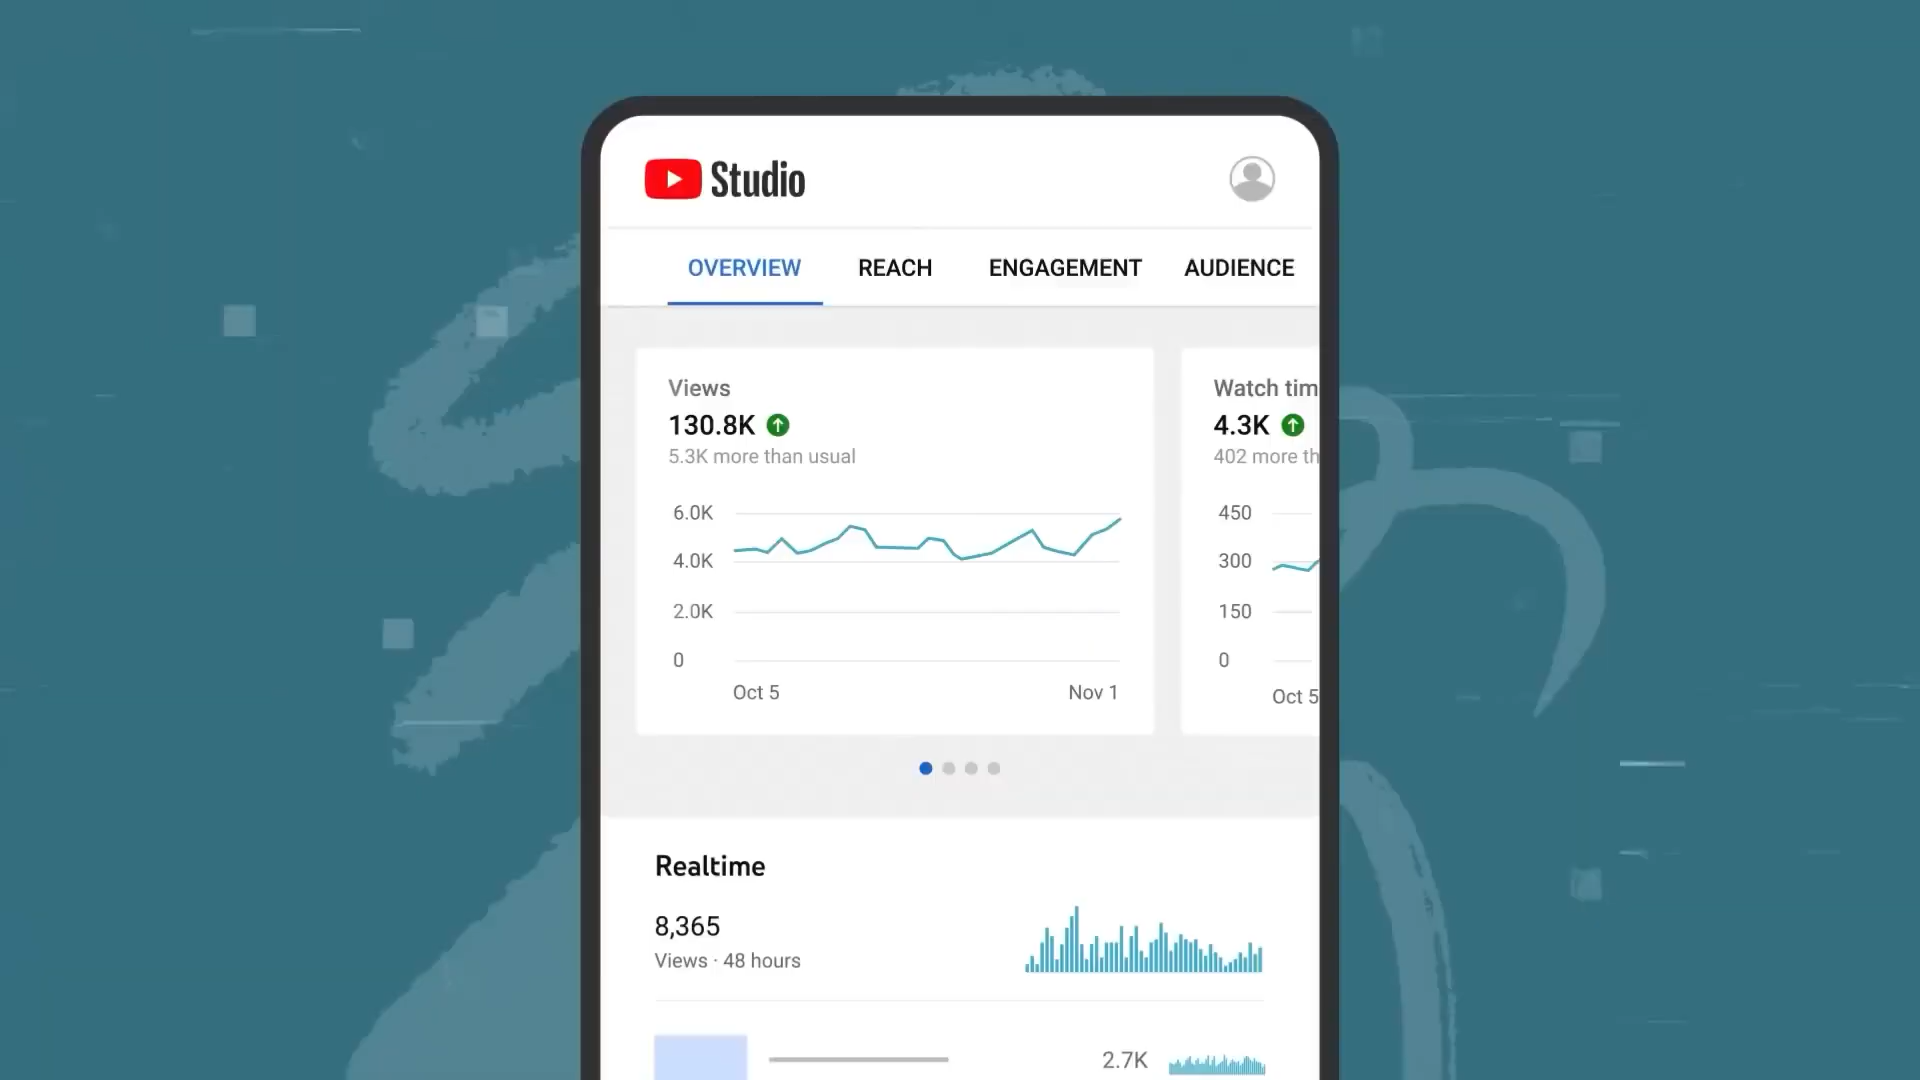 Studio
OVERVIEW REACH ENGAGEMENT AUDIENCE
Views
130.8K
5.3K more than usual
6.0K
4.0K
2.0K
0
Oct 5 Nov 1
Watch tim
4.3K
402 more th
450
300
150
0
Oct 5
Realtime
8,365
Views · 48 hours
2.7K